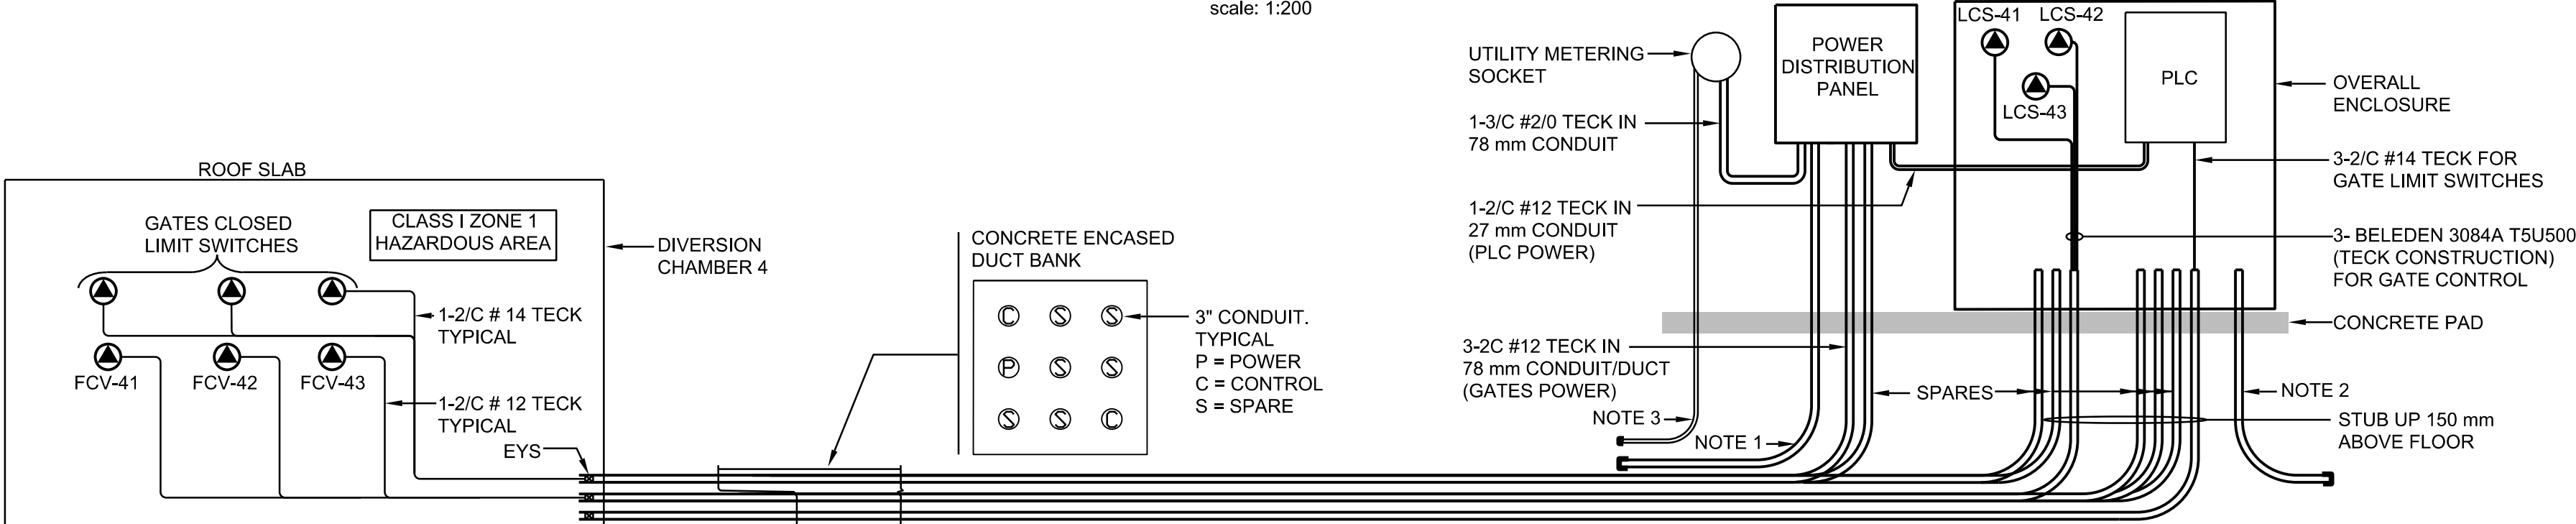 scale: 1:200
ROOF SLAB
GATES CLOSED
LIMIT SWITCHES
CLASS I ZONE 1
HAZARDOUS AREA
DIVERSION
CHAMBER 4
1-2/C # 14 TECK
TYPICAL
FCV-41
FCV-42
FCV-43
1-2/C # 12 TECK
TYPICAL
EYS
CONCRETE ENCASED
DUCT BANK
C
S
S
P
S
S
S
S
C
3" CONDUIT.
TYPICAL
P = POWER
C = CONTROL
S = SPARE
UTILITY METERING
SOCKET
1-3/C #2/0 TECK IN
78 mm CONDUIT
1-2/C #12 TECK IN
27 mm CONDUIT
(PLC POWER)
3-2C #12 TECK IN
78 mm CONDUIT/DUCT
(GATES POWER)
NOTE 3
NOTE 1
POWER
DISTRIBUTION
PANEL
SPARES
LCS-41
LCS-42
LCS-43
PLC
OVERALL
ENCLOSURE
3-2/C #14 TECK FOR
GATE LIMIT SWITCHES
3- BELEDEN 3084A T5U500
(TECK CONSTRUCTION)
FOR GATE CONTROL
CONCRETE PAD
NOTE 2
STUB UP 150 mm
ABOVE FLOOR